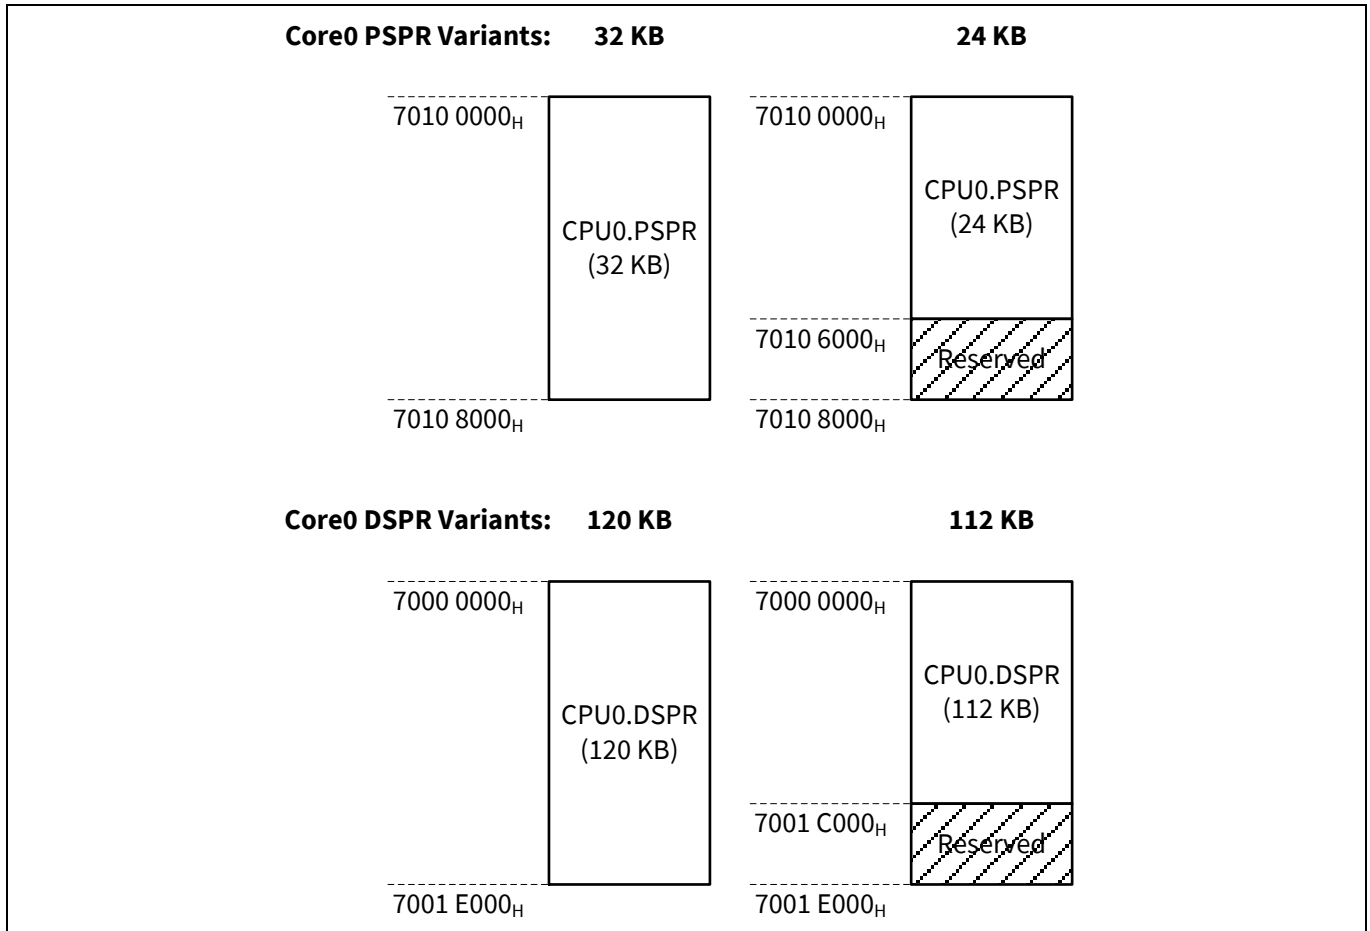 Core0 PSPR Variants: 32 KB 24 KB
7010 0000H 7010 0000H
CPU0.PSPR
(24 KB)
CPU0.PSPR
(32 KB)
7010 6000H
Reserved
7010 8000H 7010 8000H
Core0 DSPR Variants: 120 KB 112 KB
7000 0000H 7000 0000H
CPU0.DSPR
(112 KB)
CPU0.DSPR
(120 KB)
7001 C000H
Reserved
7001 E000H 7001 E000H